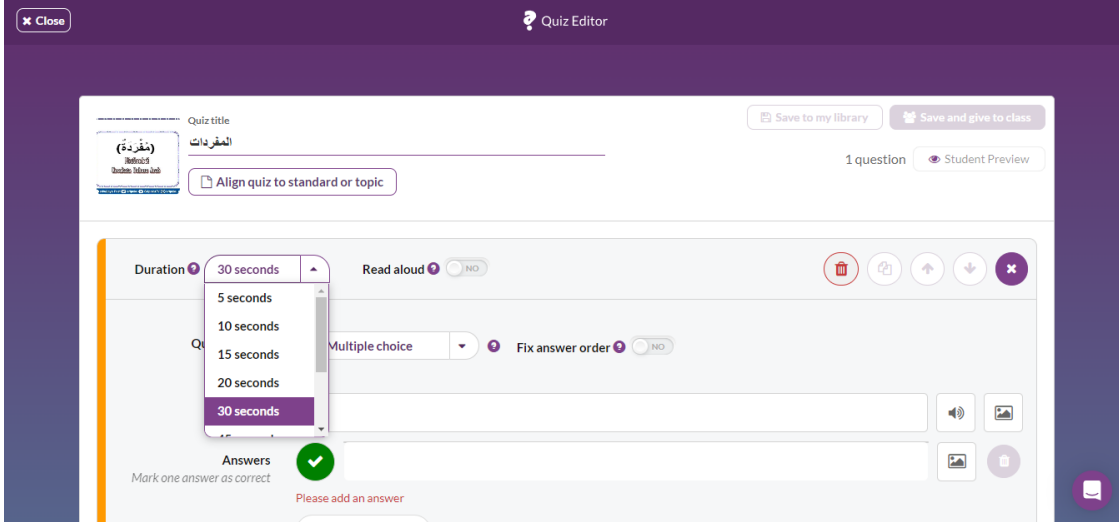 Close
Quiz Editor
Quiz title
المفردات
(مُفْرَدَةٌ)
Align quiz to standard or topic
Save to my library
Save and give to class
1 question
Student Preview
Duration
30 seconds
Read aloud
NO
5 seconds
10 seconds
15 seconds
20 seconds
30 seconds
Multiple choice
Fix answer order
NO
Answers
Mark one answer as correct
Please add an answer